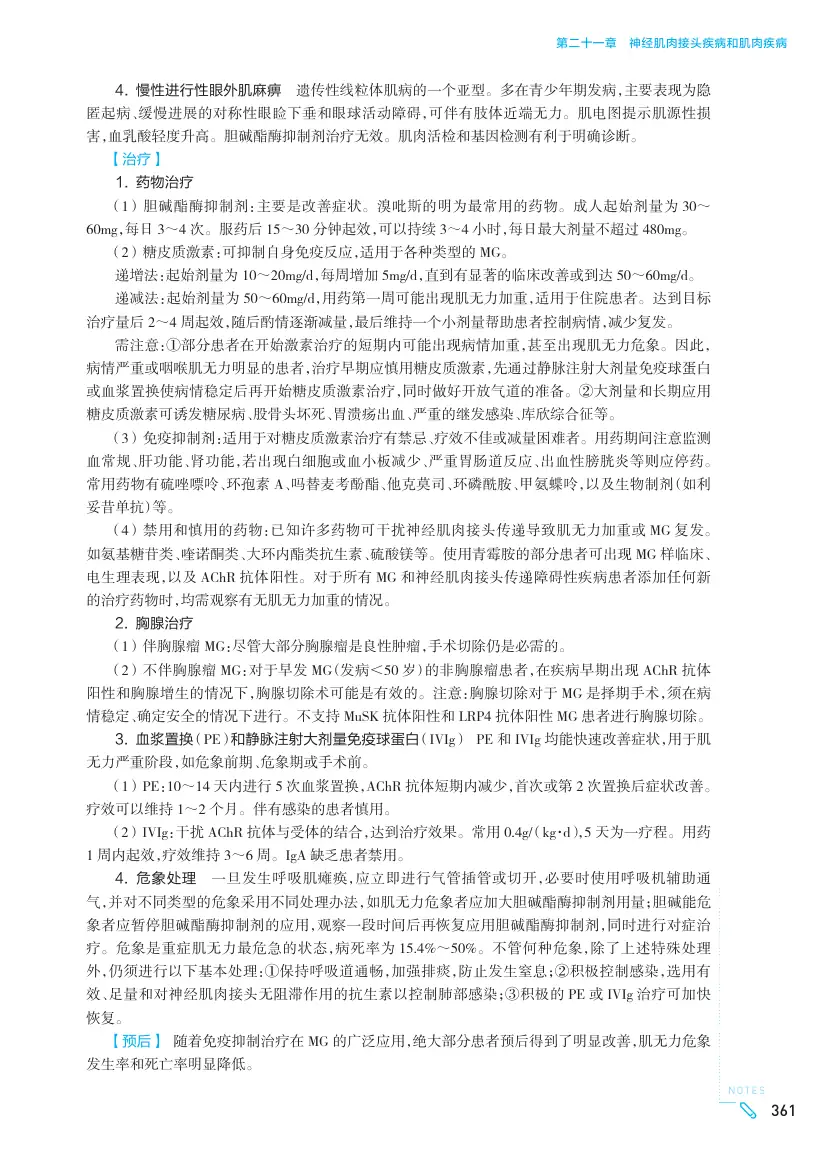 第二十一章 神经肌肉接头疾病和肌肉疾病
4. 慢性进行性眼外肌麻痹 遗传性线粒体肌病的一个亚型。多在青少年期发病,主要表现为隐
匿起病、缓慢进展的对称性眼睑下垂和眼球活动障碍,可伴有肢体近端无力。肌电图提示肌源性损
害,血乳酸轻度升高。胆碱酯酶抑制剂治疗无效。肌肉活检和基因检测有利于明确诊断。
【治疗】
1. 药物治疗
(1)胆碱酯酶抑制剂:主要是改善症状。溴吡斯的明为最常用的药物。成人起始剂量为 30～
60mg,每日 3～4 次。服药后 15～30 分钟起效,可以持续 3～4 小时,每日最大剂量不超过 480mg。
(2)糖皮质激素:可抑制自身免疫反应,适用于各种类型的 MG。
递增法:起始剂量为 10～20mg/d,每周增加 5mg/d,直到有显著的临床改善或到达 50～60mg/d。
递减法:起始剂量为 50～60mg/d,用药第一周可能出现肌无力加重,适用于住院患者。达到目标
治疗量后 2～4 周起效,随后酌情逐渐减量,最后维持一个小剂量帮助患者控制病情,减少复发。
需注意:①部分患者在开始激素治疗的短期内可能出现病情加重,甚至出现肌无力危象。因此,
病情严重或咽喉肌无力明显的患者,治疗早期应慎用糖皮质激素,先通过静脉注射大剂量免疫球蛋白
或血浆置换使病情稳定后再开始糖皮质激素治疗,同时做好开放气道的准备。②大剂量和长期应用
糖皮质激素可诱发糖尿病、股骨头坏死、胃溃疡出血、严重的继发感染、库欣综合征等。
(3)免疫抑制剂:适用于对糖皮质激素治疗有禁忌、疗效不佳或减量困难者。用药期间注意监测
血常规、肝功能、肾功能,若出现白细胞或血小板减少、严重胃肠道反应、出血性膀胱炎等则应停药。
常用药物有硫唑嘌呤、环孢素 A、吗替麦考酚酯、他克莫司、环磷酰胺、甲氨蝶呤,以及生物制剂(如利
妥昔单抗)等。
(4)禁用和慎用的药物:已知许多药物可干扰神经肌肉接头传递导致肌无力加重或 MG 复发。
如氨基糖苷类、喹诺酮类、大环内酯类抗生素、硫酸镁等。使用青霉胺的部分患者可出现 MG 样临床、
电生理表现,以及 AChR 抗体阳性。对于所有 MG 和神经肌肉接头传递障碍性疾病患者添加任何新
的治疗药物时,均需观察有无肌无力加重的情况。
2. 胸腺治疗
(1)伴胸腺瘤 MG:尽管大部分胸腺瘤是良性肿瘤,手术切除仍是必需的。
(2)不伴胸腺瘤 MG:对于早发 MG(发病<50 岁)的非胸腺瘤患者,在疾病早期出现 AChR 抗体
阳性和胸腺增生的情况下,胸腺切除术可能是有效的。注意:胸腺切除对于 MG 是择期手术,须在病
情稳定、确定安全的情况下进行。不支持 MuSK 抗体阳性和 LRP4 抗体阳性 MG 患者进行胸腺切除。
3. 血浆置换(PE)和静脉注射大剂量免疫球蛋白(IVIg) PE 和 IVIg 均能快速改善症状,用于肌
无力严重阶段,如危象前期、危象期或手术前。
(1)PE:10～14 天内进行 5 次血浆置换,AChR 抗体短期内减少,首次或第 2 次置换后症状改善。
疗效可以维持 1～2 个月。伴有感染的患者慎用。
(2)IVIg:干扰 AChR 抗体与受体的结合,达到治疗效果。常用 0.4g/(kg·d),5 天为一疗程。用药
1 周内起效,疗效维持 3～6 周。IgA 缺乏患者禁用。
4. 危象处理 一旦发生呼吸肌瘫痪,应立即进行气管插管或切开,必要时使用呼吸机辅助通
气,并对不同类型的危象采用不同处理办法,如肌无力危象者应加大胆碱酯酶抑制剂用量;胆碱能危
象者应暂停胆碱酯酶抑制剂的应用,观察一段时间后再恢复应用胆碱酯酶抑制剂,同时进行对症治
疗。危象是重症肌无力最危急的状态,病死率为 15.4%～50%。不管何种危象,除了上述特殊处理
外,仍须进行以下基本处理:①保持呼吸道通畅,加强排痰,防止发生窒息;②积极控制感染,选用有
效、足量和对神经肌肉接头无阻滞作用的抗生素以控制肺部感染;③积极的 PE 或 IVIg 治疗可加快
恢复。
【预后】 随着免疫抑制治疗在 MG 的广泛应用,绝大部分患者预后得到了明显改善,肌无力危象
发生率和死亡率明显降低。
NOTES
361